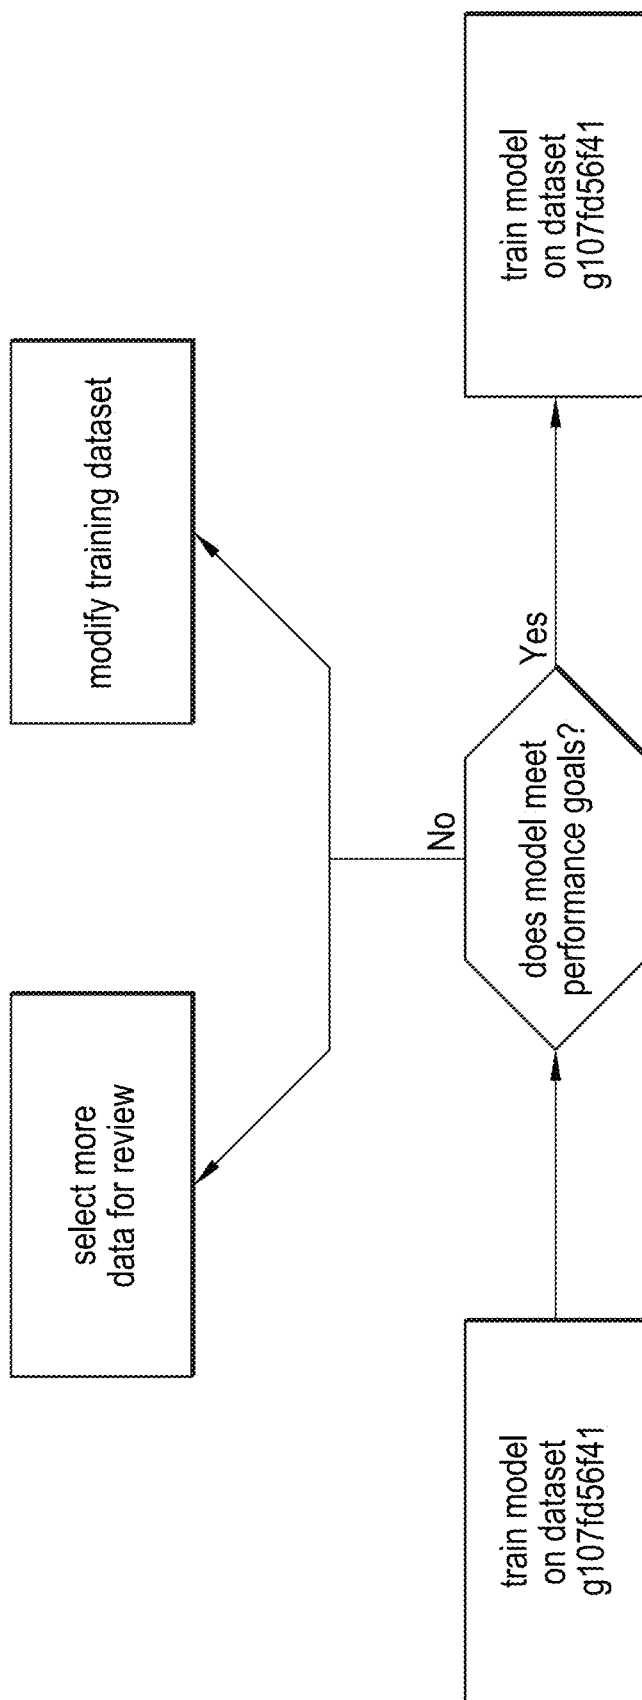 select more
data for review
modify training dataset
train model
on dataset
g107fd56f41
does model meet
performance goals?
No
Yes
train model
on dataset
g107fd56f41